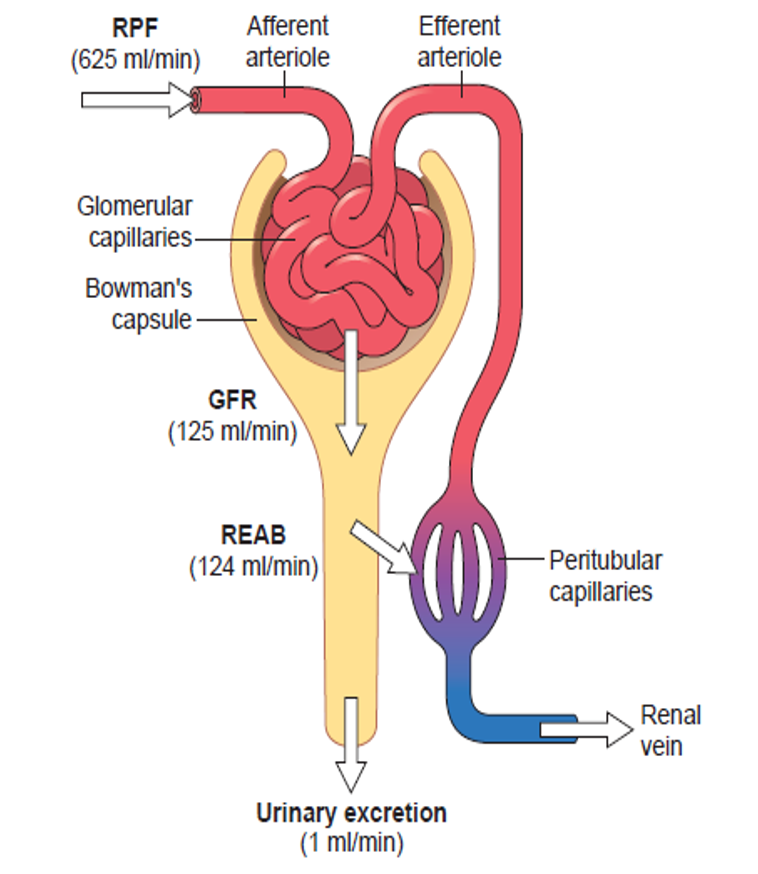 RPF
(625 ml/min)
Afferent
arteriole
Efferent
arteriole
Glomerular
capillaries
Bowman's
capsule
GFR
(125 ml/min)
REAB
(124 ml/min)
Peritubular
capillaries
Renal
vein
Urinary excretion
(1 ml/min)